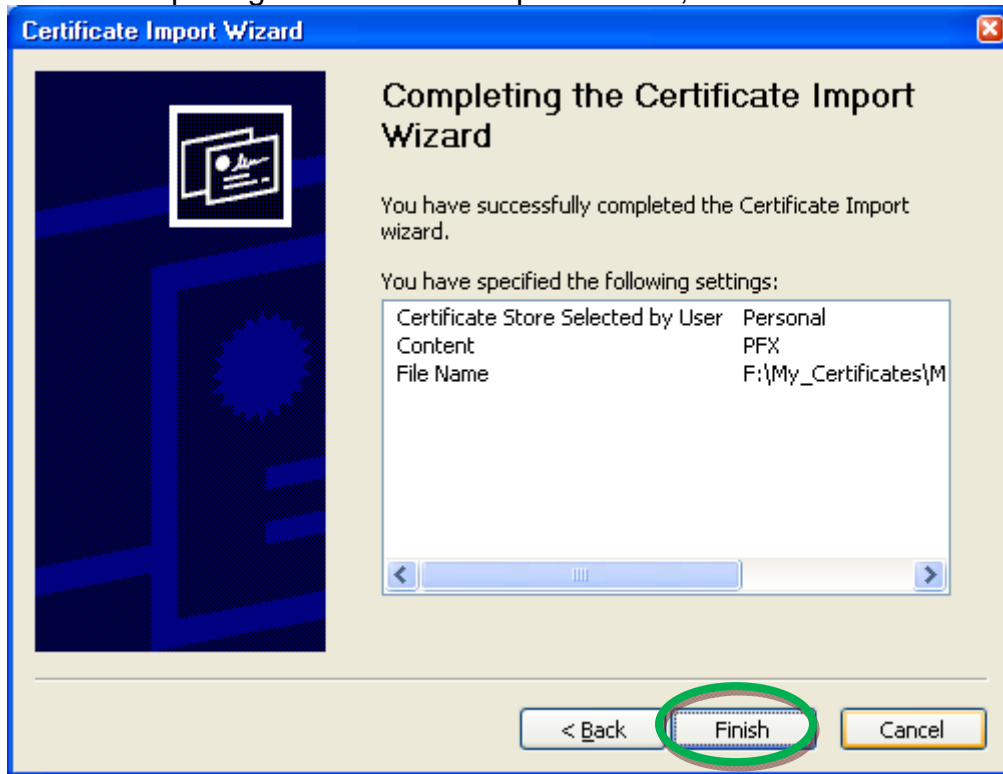 Certificate Import Wizard
Completing the Certificate Import
Wizard
You have successfully completed the Certificate Import
wizard.
You have specified the following settings:
Certificate Store Selected by User Personal
Content PFX
File Name F:\My_Certificates\M
< Back Finish Cancel